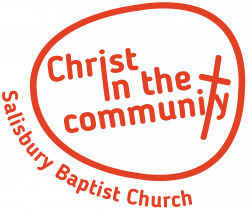 Christ
in the
community
Salisbury Baptist Church